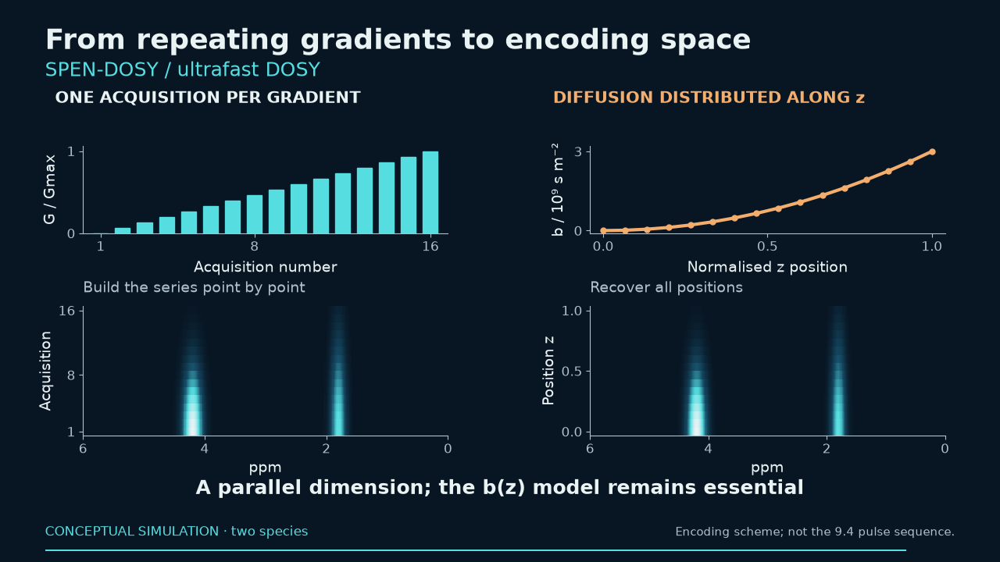 From repeating gradients to encoding space
SPEN-DOSY / ultrafast DOSY
ONE ACQUISITION PER GRADIENT
G / Gmax
1
0
1
8
16
Acquisition number
DIFFUSION DISTRIBUTED ALONG z
b / 10⁹ s m⁻²
3
0
0.0
0.5
1.0
Normalised z position
Build the series point by point
Acquisition
16
8
1
6
4
2
0
ppm
Recover all positions
Position z
1.0
0.5
0.0
6
4
2
0
ppm
A parallel dimension; the b(z) model remains essential
CONCEPTUAL SIMULATION · two species
Encoding scheme; not the 9.4 pulse sequence.